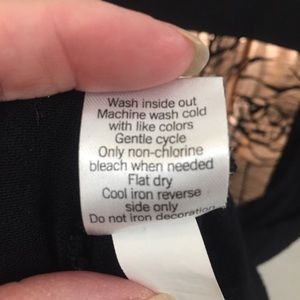 Wash inside out
Machine wash cold
with like colors
Gentle cycle
Only non-chlorine
bleach when needed
Flat dry
Cool iron reverse
side only
Do not iron decoration